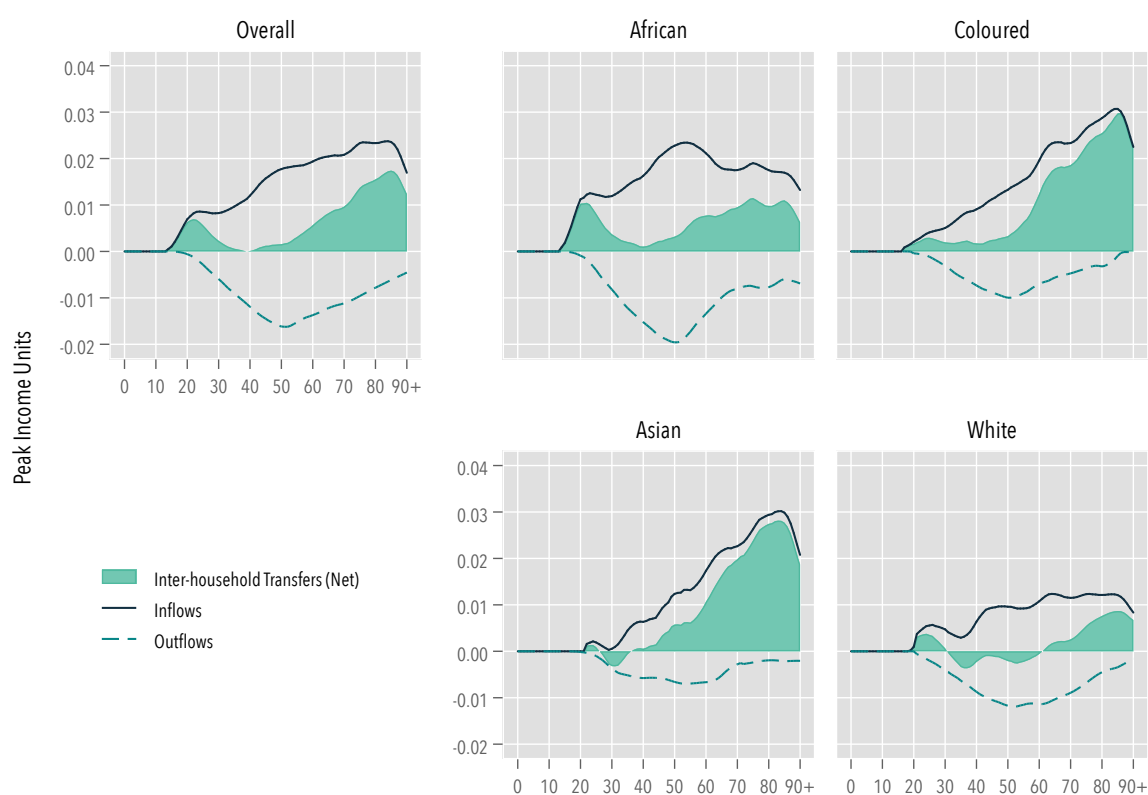 Overall
African
Coloured
0.04
0.03
0.02
0.01
0.00
-0.01
-0.02
0 10 20 30 40 50 60 70 80 90+
Peak Income Units
Asian
White
0.04
0.03
0.02
0.01
0.00
-0.01
-0.02
0 10 20 30 40 50 60 70 80 90+
0 10 20 30 40 50 60 70 80 90+
Inter-household Transfers (Net)
Inflows
Outflows